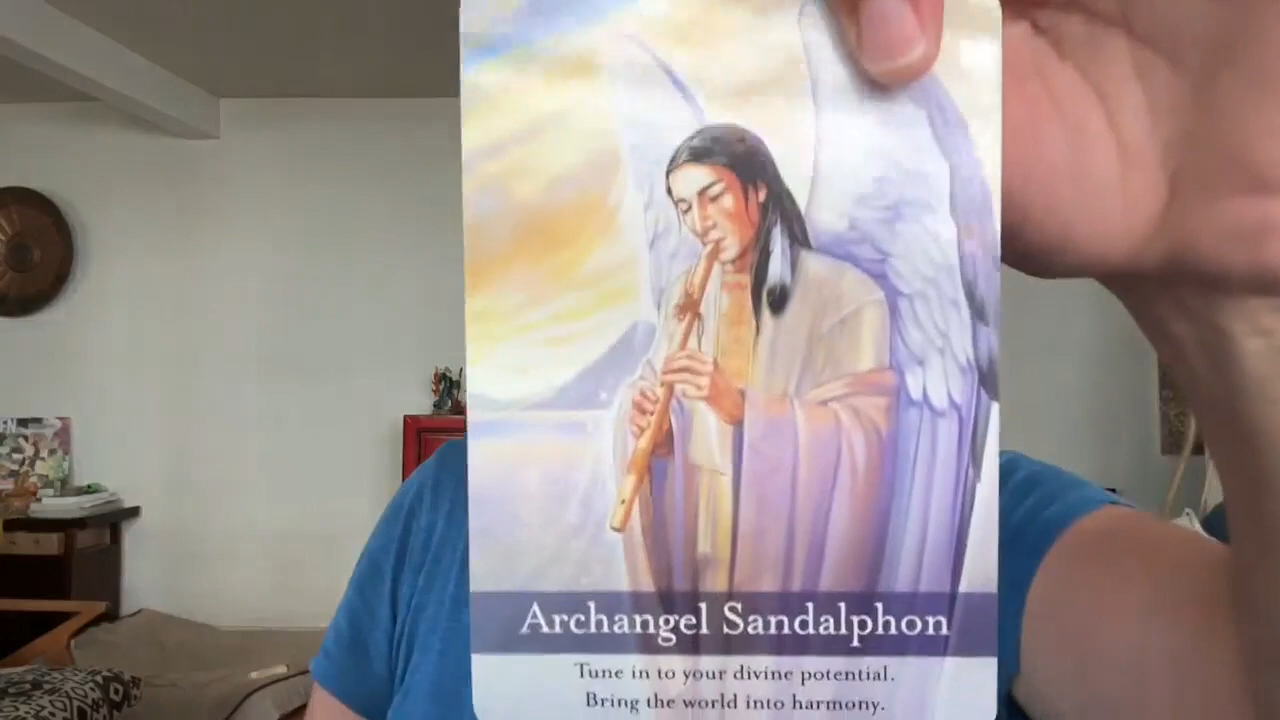 Archangel Sandalphon
Tune in to your divine potential.
Bring the world into harmony.